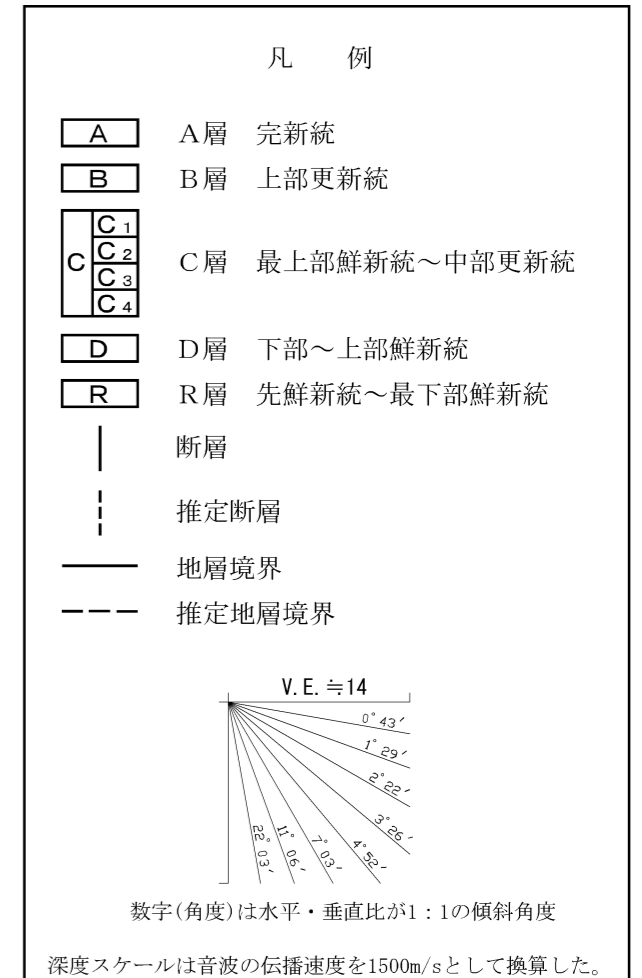 凡　例
A　A層　完新統
B　B層　上部更新統
C　C1　C2　C3　C4　C層　最上部鮮新統～中部更新統
D　D層　下部～上部鮮新統
R　R層　先鮮新統～最下部鮮新統
断層
推定断層
地層境界
推定地層境界
V.E.≒14
0°43′
1°29′
2°22′
3°26′
4°52′
7°03′
11°06′
22°03′
数字(角度)は水平・垂直比が1：1の傾斜角度
深度スケールは音波の伝播速度を1500m/sとして換算した。